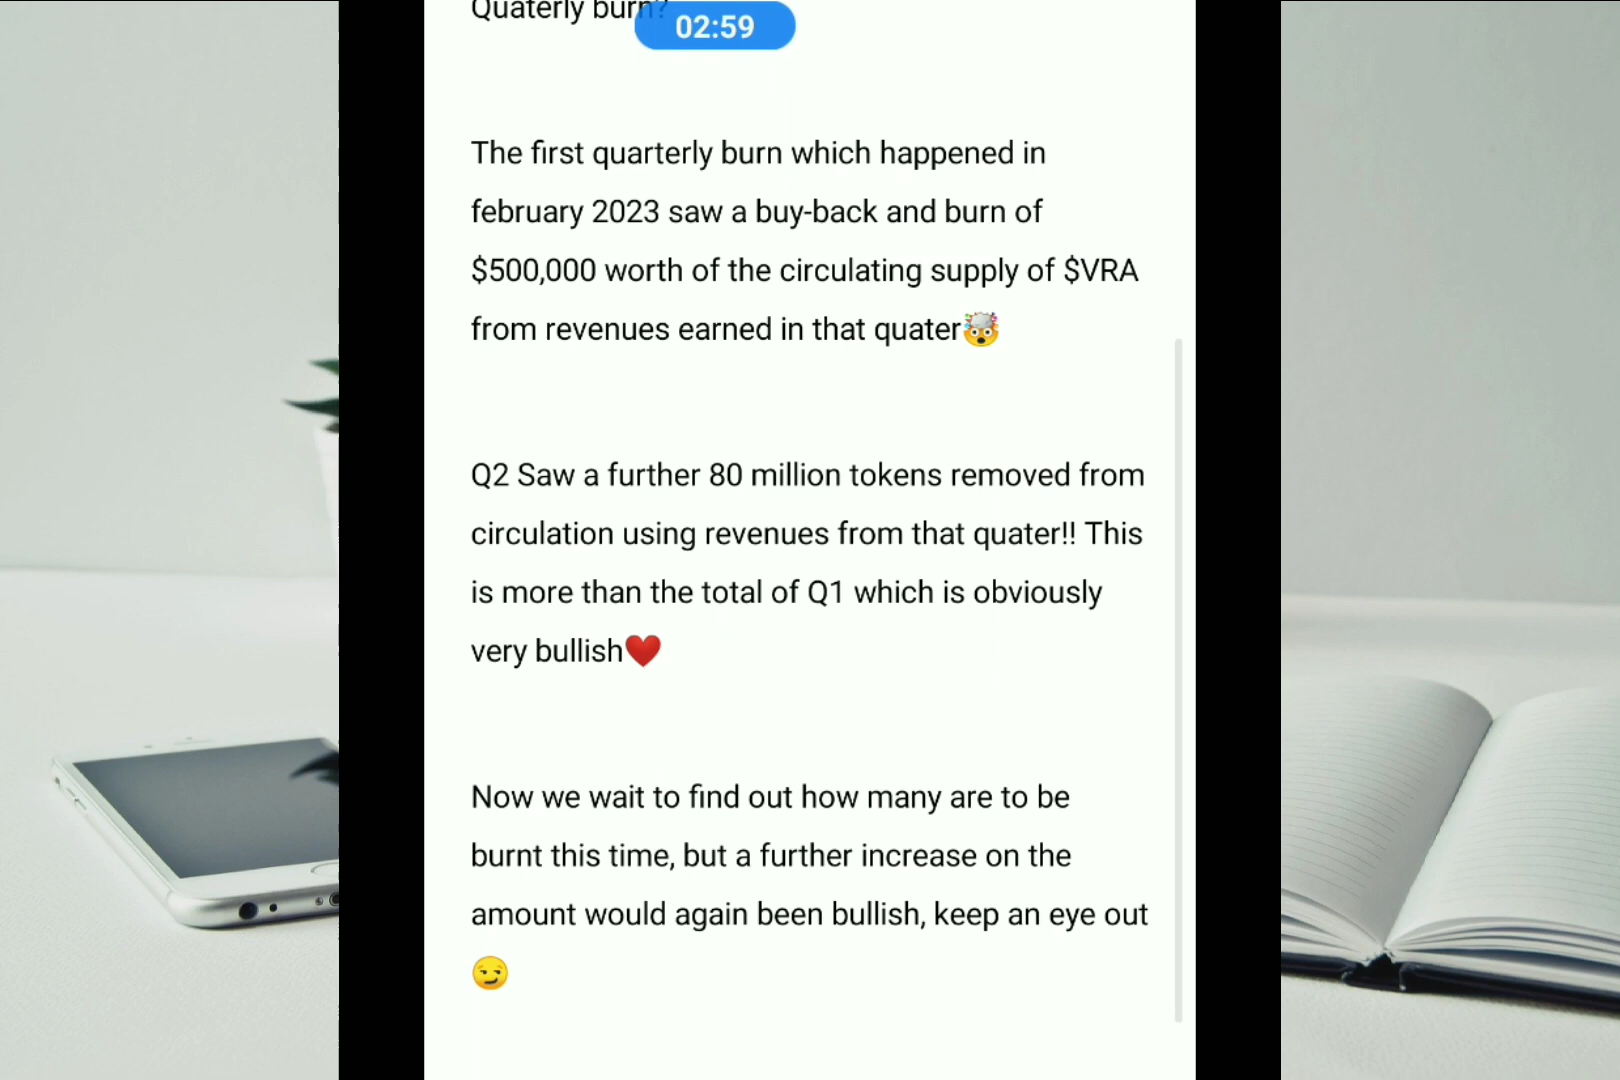 Quaterly burn?
02:59
The first quarterly burn which happened in
february 2023 saw a buy-back and burn of
$500,000 worth of the circulating supply of $VRA
from revenues earned in that quater🤯
Q2 Saw a further 80 million tokens removed from
circulation using revenues from that quater!! This
is more than the total of Q1 which is obviously
very bullish❤️
Now we wait to find out how many are to be
burnt this time, but a further increase on the
amount would again been bullish, keep an eye out
😏